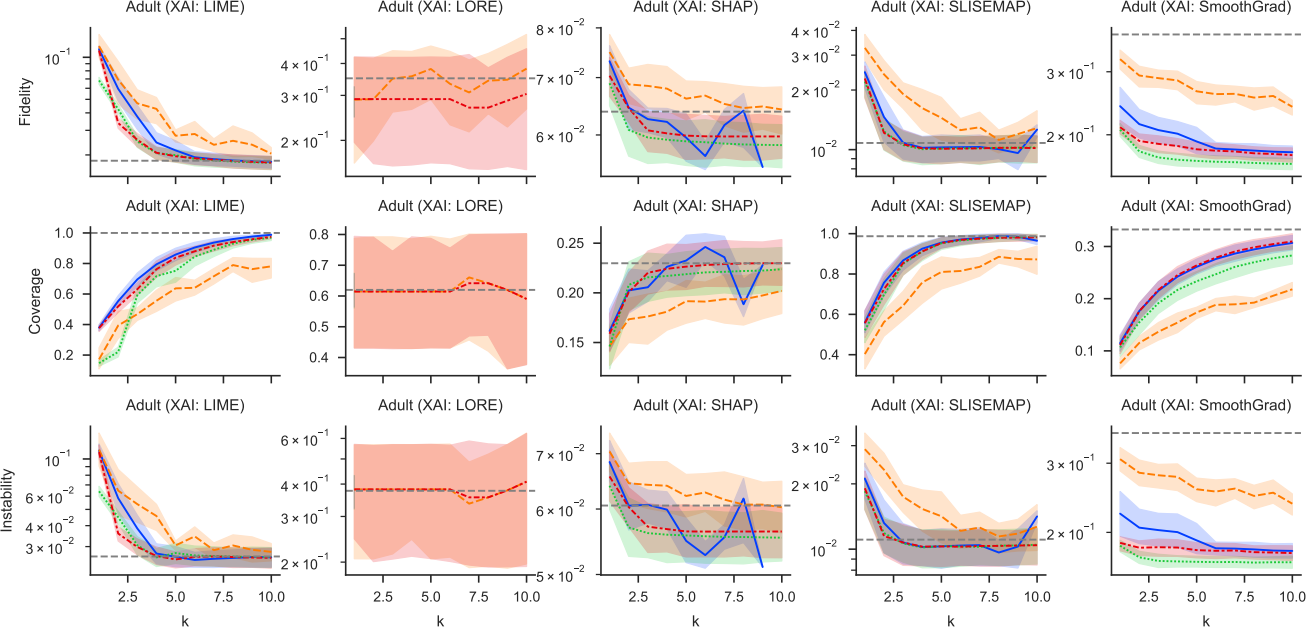 Adult (XAI: LIME) Adult (XAI: LORE) Adult (XAI: SHAP) Adult (XAI: SLISEMAP) Adult (XAI: SmoothGrad)
Fidelity
10⁻¹
4 × 10⁻¹
3 × 10⁻¹
2 × 10⁻¹
8 × 10⁻²
7 × 10⁻²
6 × 10⁻²
4 × 10⁻²
3 × 10⁻²
2 × 10⁻²
10⁻²
3 × 10⁻¹
2 × 10⁻¹
Adult (XAI: LIME) Adult (XAI: LORE) Adult (XAI: SHAP) Adult (XAI: SLISEMAP) Adult (XAI: SmoothGrad)
Coverage
1.0
0.8
0.6
0.4
0.2
0.8
0.7
0.6
0.5
0.4
0.25
0.20
0.15
1.0
0.8
0.6
0.4
0.3
0.2
0.1
Adult (XAI: LIME) Adult (XAI: LORE) Adult (XAI: SHAP) Adult (XAI: SLISEMAP) Adult (XAI: SmoothGrad)
Instability
10⁻¹
6 × 10⁻²
4 × 10⁻²
3 × 10⁻²
6 × 10⁻¹
4 × 10⁻¹
3 × 10⁻¹
2 × 10⁻¹
7 × 10⁻²
6 × 10⁻²
5 × 10⁻²
3 × 10⁻²
2 × 10⁻²
10⁻²
3 × 10⁻¹
2 × 10⁻¹
2.5 5.0 7.5 10.0 2.5 5.0 7.5 10.0 2.5 5.0 7.5 10.0 2.5 5.0 7.5 10.0 2.5 5.0 7.5 10.0
k k k k k